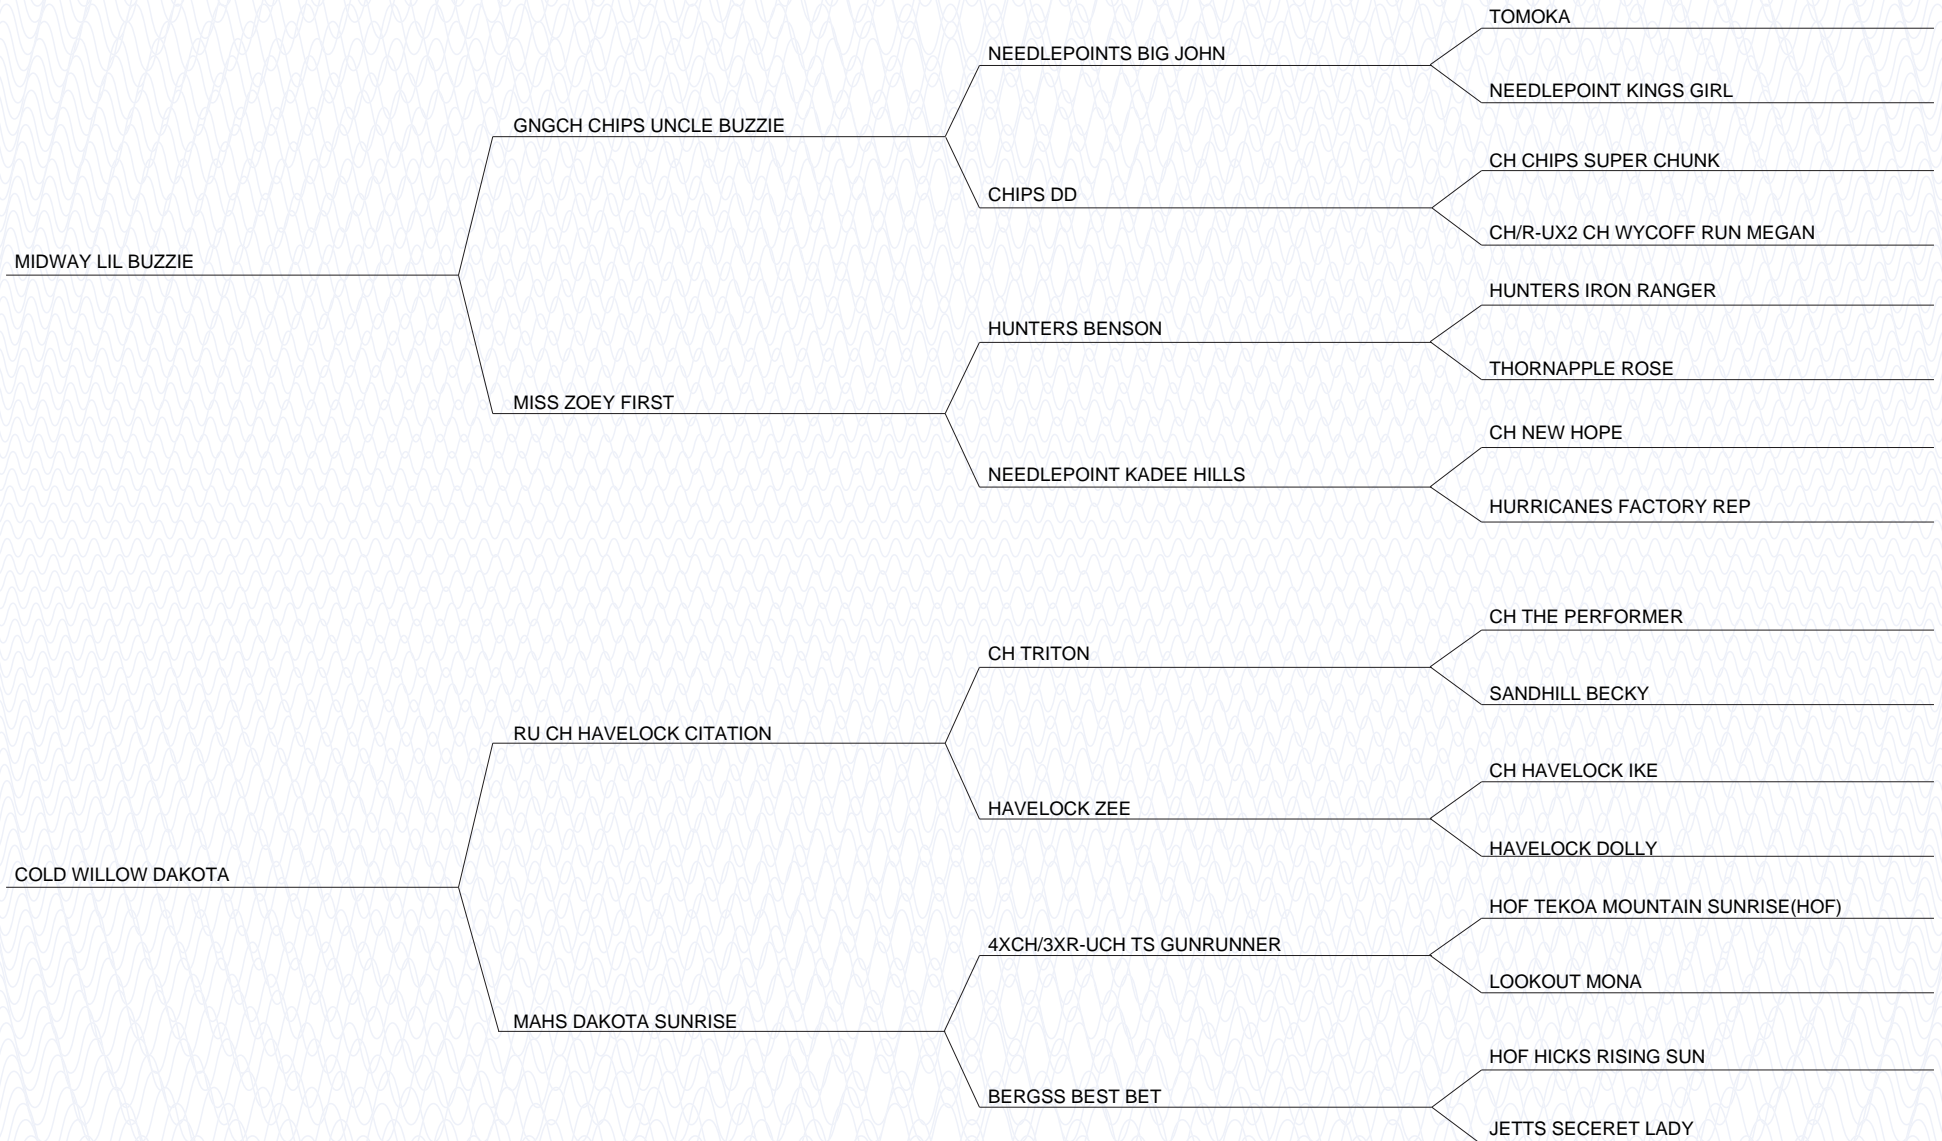 TOMOKA
NEEDLEPOINTS BIG JOHN
NEEDLEPOINT KINGS GIRL
GNGCH CHIPS UNCLE BUZZIE
CH CHIPS SUPER CHUNK
CHIPS DD
CH/R-UX2 CH WYCOFF RUN MEGAN
MIDWAY LIL BUZZIE
HUNTERS IRON RANGER
HUNTERS BENSON
THORNAPPLE ROSE
MISS ZOEY FIRST
CH NEW HOPE
NEEDLEPOINT KADEE HILLS
HURRICANES FACTORY REP
CH THE PERFORMER
CH TRITON
SANDHILL BECKY
RU CH HAVELOCK CITATION
CH HAVELOCK IKE
HAVELOCK ZEE
HAVELOCK DOLLY
COLD WILLOW DAKOTA
HOF TEKOA MOUNTAIN SUNRISE(HOF)
4XCH/3XR-UCH TS GUNRUNNER
LOOKOUT MONA
MAHS DAKOTA SUNRISE
HOF HICKS RISING SUN
BERGSS BEST BET
JETTS SECERET LADY